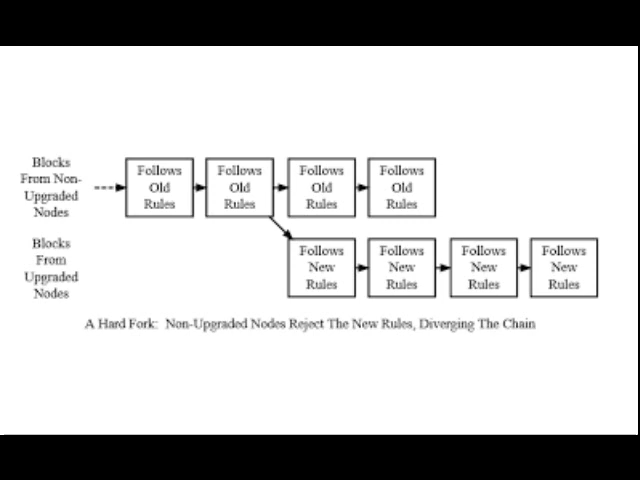 Blocks
From Non-
Upgraded
Nodes
Follows
Old
Rules
Follows
Old
Rules
Follows
Old
Rules
Follows
Old
Rules
Blocks
From
Upgraded
Nodes
Follows
New
Rules
Follows
New
Rules
Follows
New
Rules
Follows
New
Rules
A Hard Fork: Non-Upgraded Nodes Reject The New Rules, Diverging The Chain